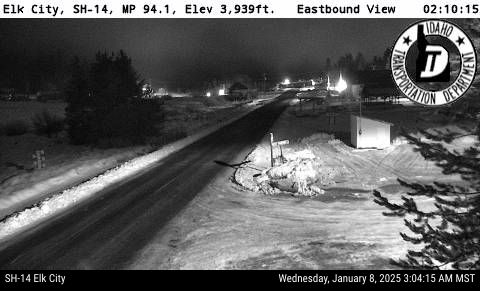 Elk City, SH-14, MP 94.1, Elev 3,939ft. Eastbound View 02:10:15
IDAHO
TRANSPORTATION DEPARTMENT
SH-14 Elk City Wednesday, January 8, 2025 3:04:15 AM MST